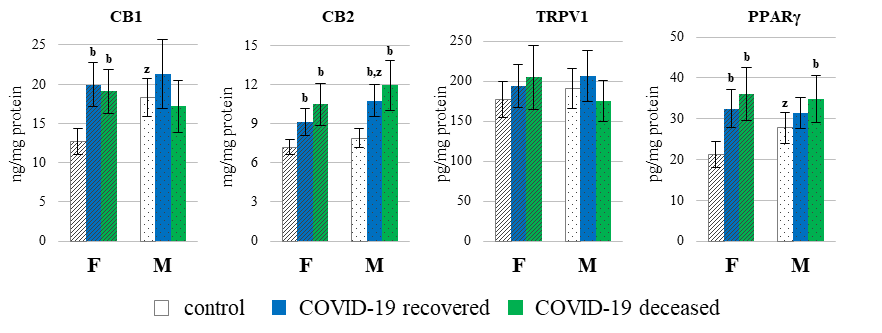 CB1
CB2
TRPV1
PPARγ
ng/mg protein
25
20
15
10
5
0
b
b
z
F
M
mg/mg protein
15
12
9
6
3
0
b
b
b,z
b
F
M
pg/mg protein
250
200
150
100
50
0
F
M
pg/mg protein
50
40
30
20
10
0
b
b
z
b
F
M
control
COVID-19 recovered
COVID-19 deceased